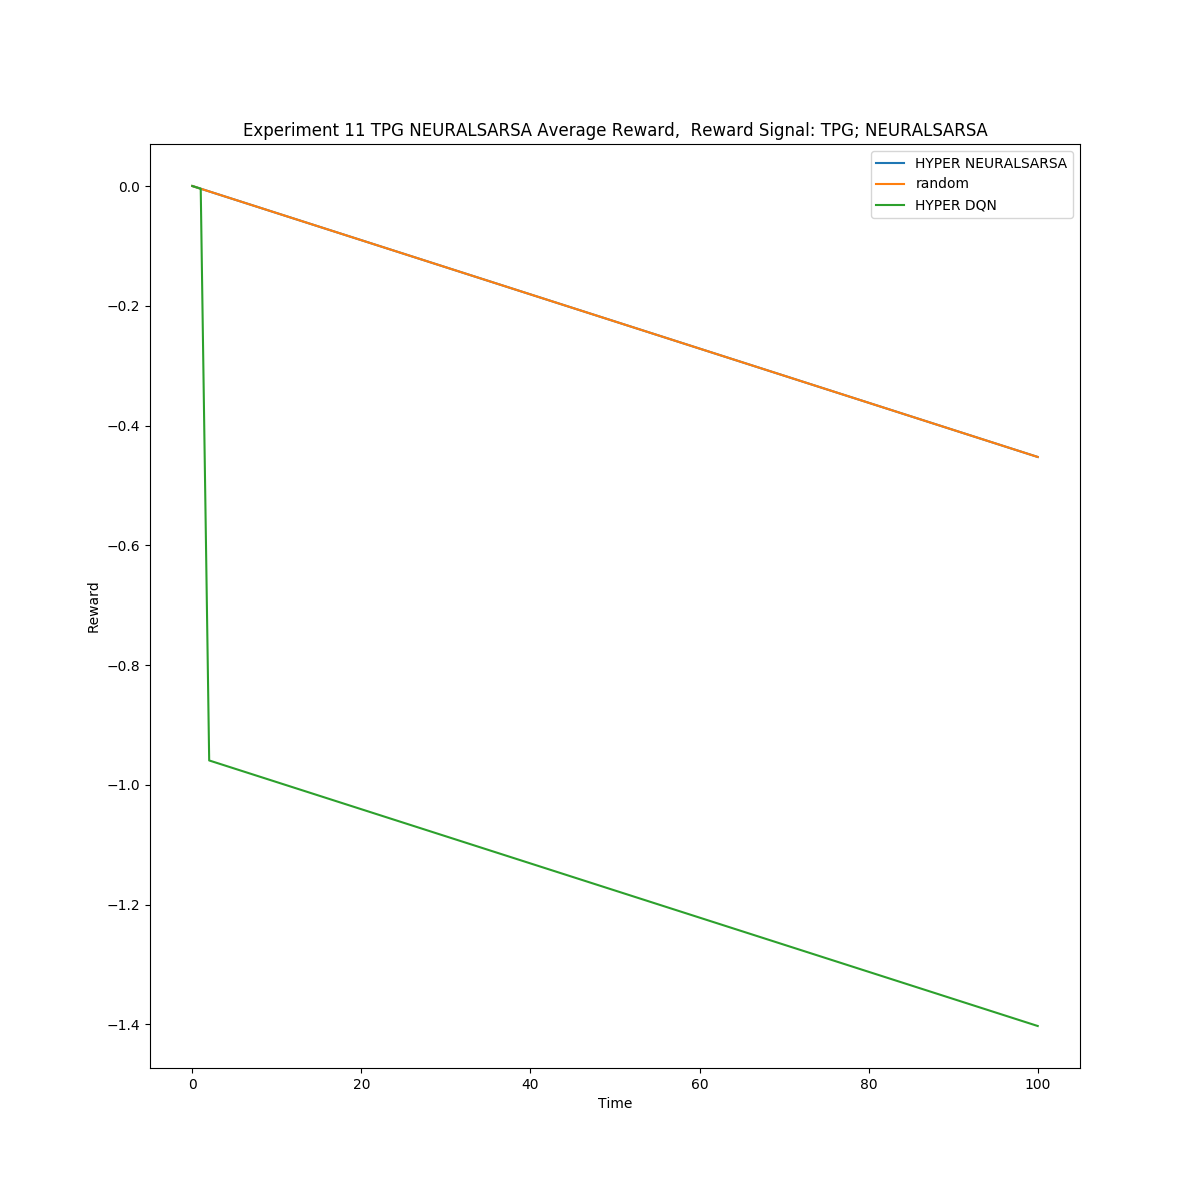 Experiment 11 TPG NEURALSARSA Average Reward,  Reward Signal: TPG; NEURALSARSA
HYPER NEURALSARSA
random
HYPER DQN
0.0
−0.2
−0.4
−0.6
−0.8
−1.0
−1.2
−1.4
Reward
0
20
40
60
80
100
Time